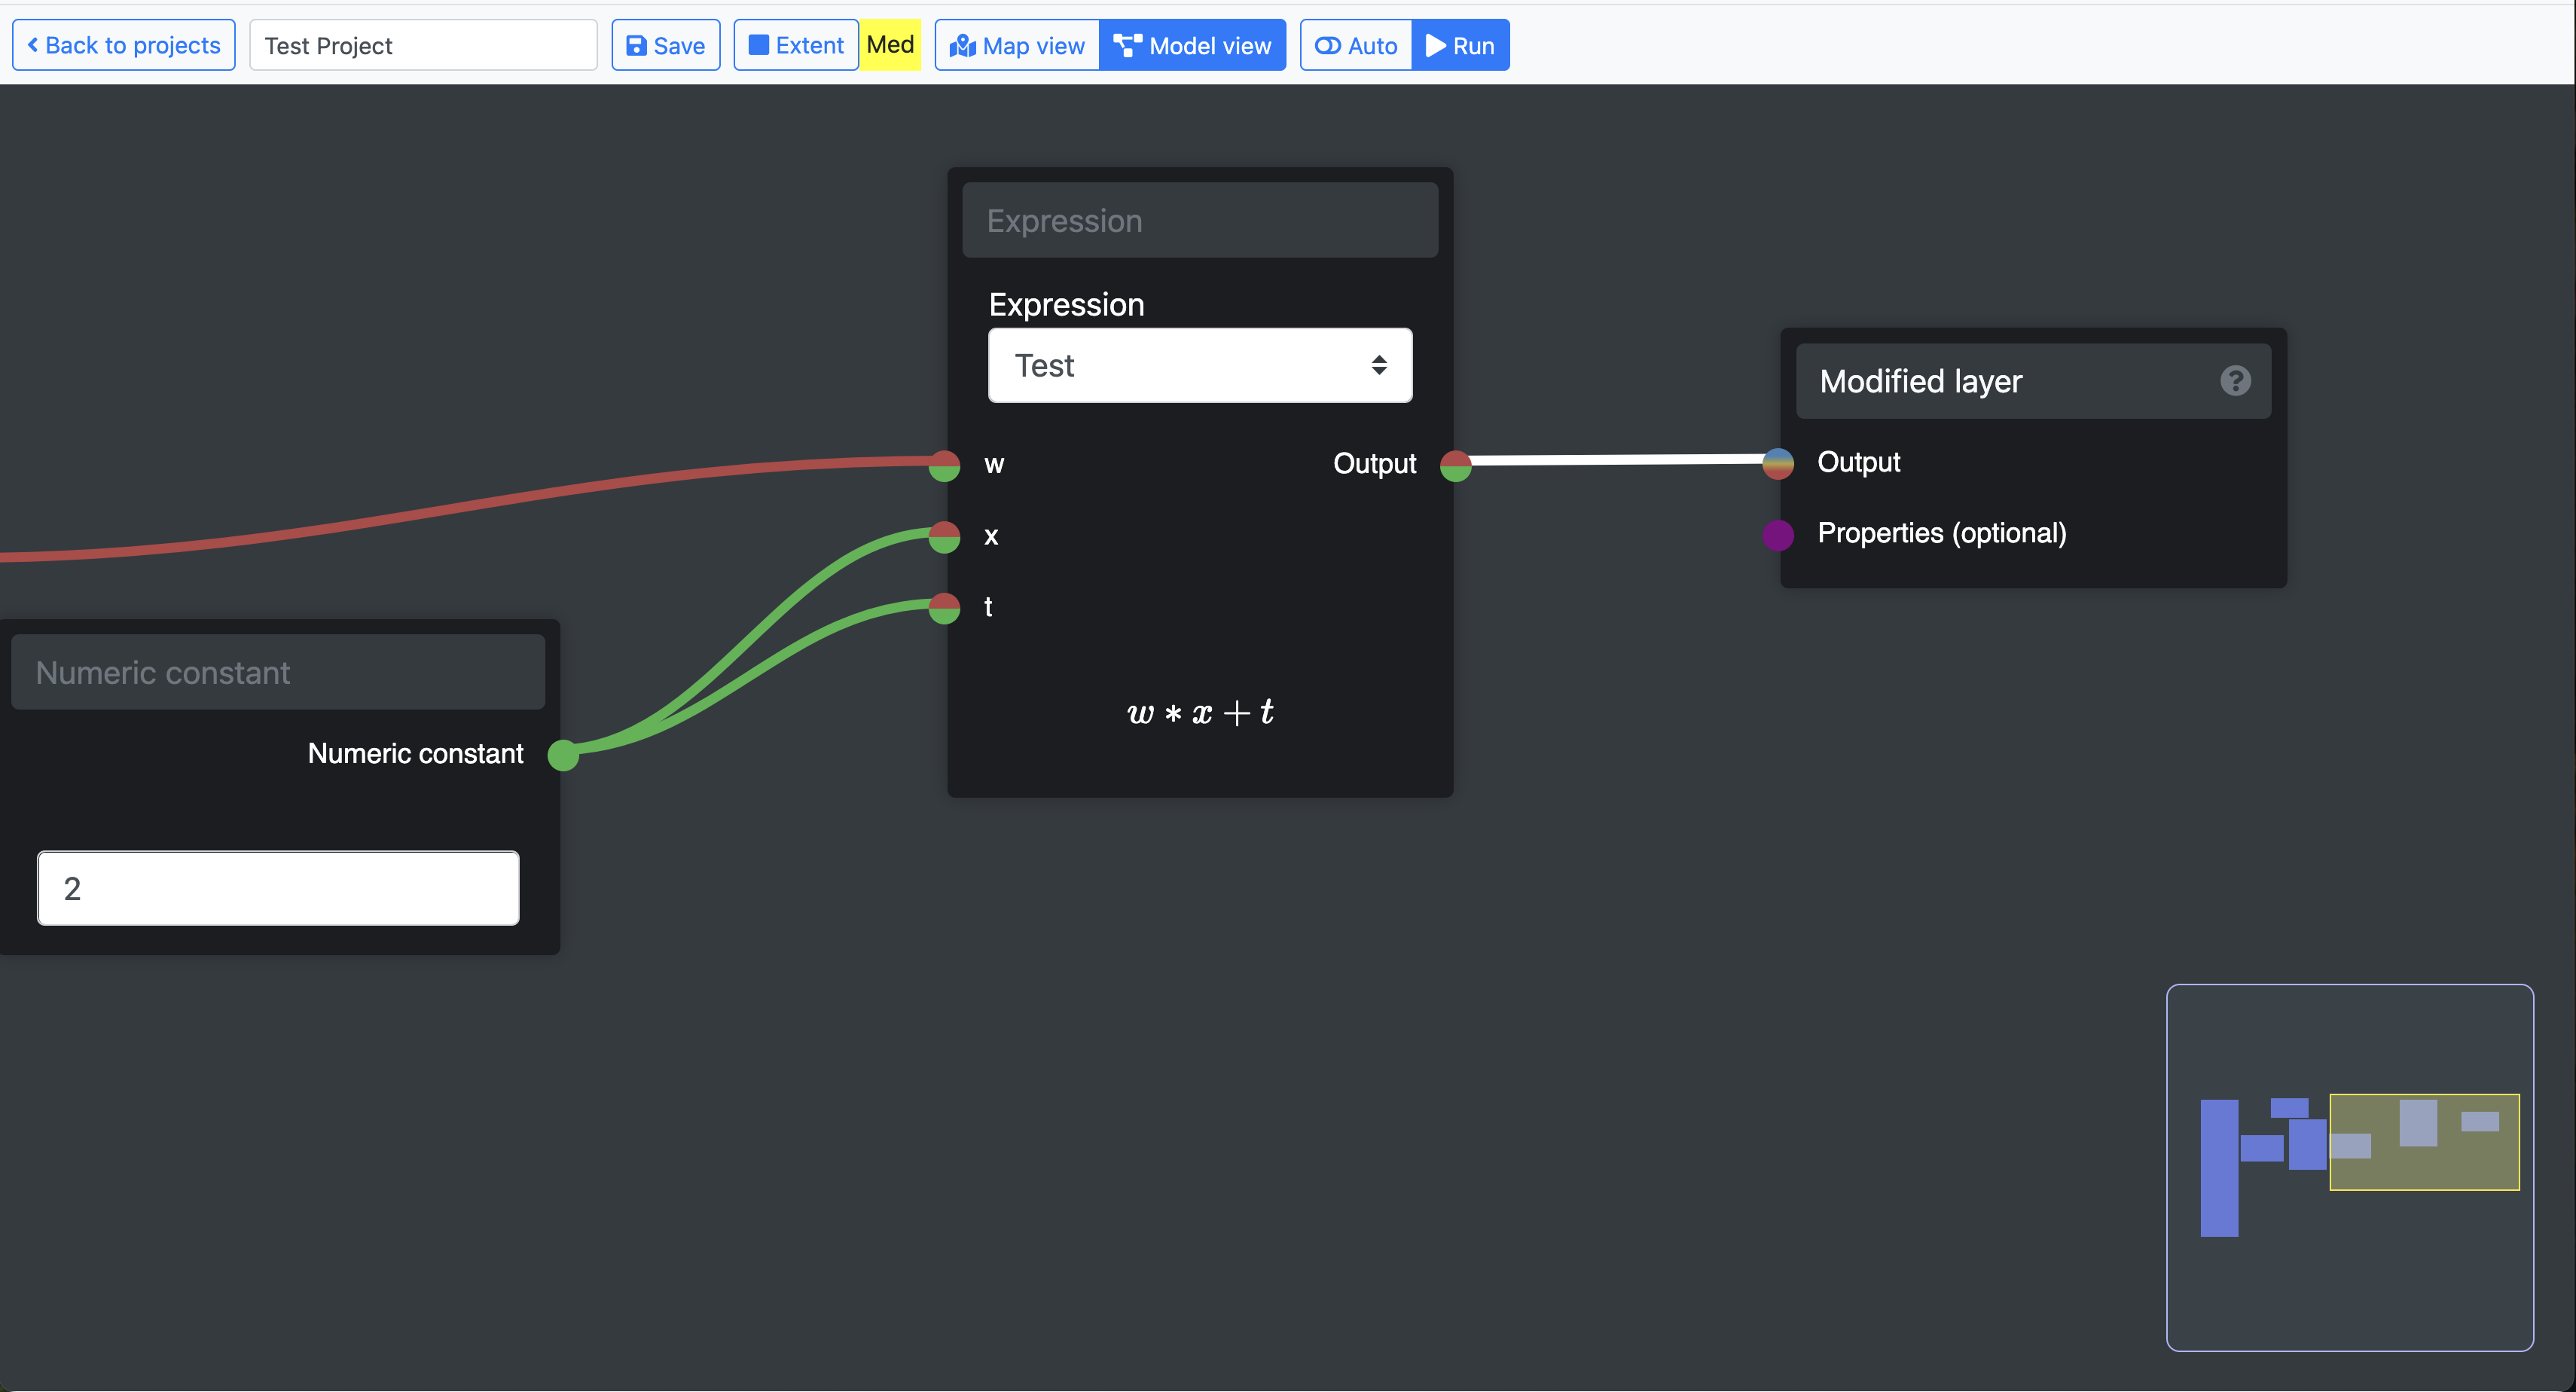 Back to projects
Test Project
Save
Extent
Med
Map view
Model view
Auto
Run
Expression
Expression
Test
w
Output
x
t
w * x + t
Modified layer
?
Output
Properties (optional)
Numeric constant
Numeric constant
2